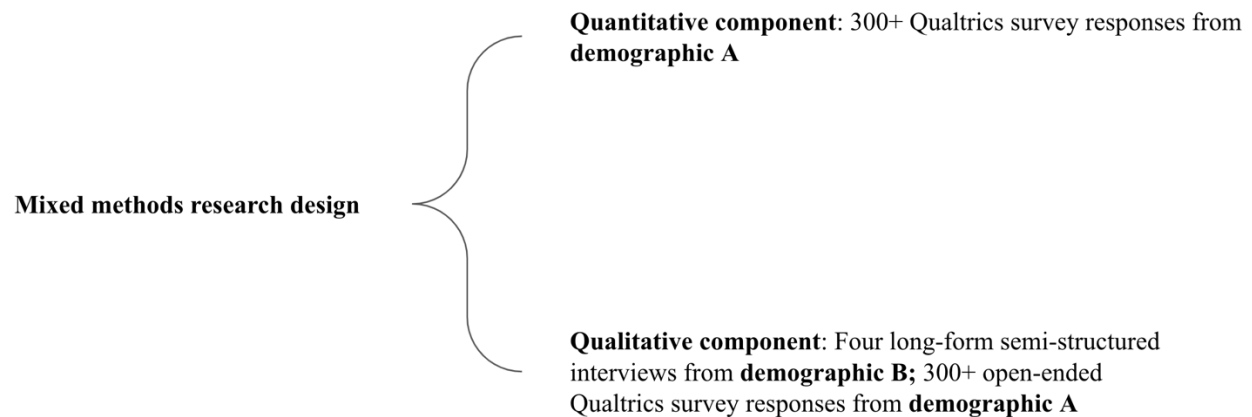 Quantitative component: 300+ Qualtrics survey responses from
demographic A
Mixed methods research design
Qualitative component: Four long-form semi-structured
interviews from demographic B; 300+ open-ended
Qualtrics survey responses from demographic A